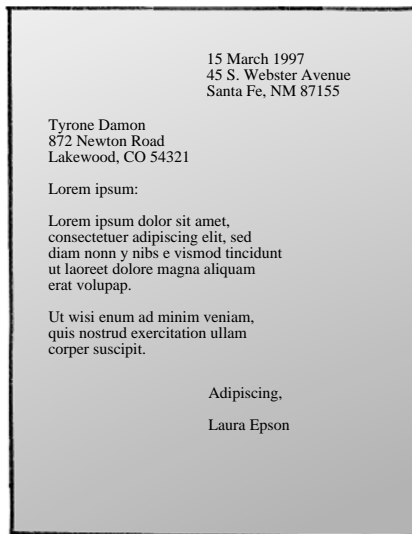 15 March 1997
45 S. Webster Avenue
Santa Fe, NM 87155
Tyrone Damon
872 Newton Road
Lakewood, CO 54321
Lorem ipsum:
Lorem ipsum dolor sit amet,
consectetuer adipiscing elit, sed
diam nonn y nibs e vismod tincidunt
ut laoreet dolore magna aliquam
erat volupap.
Ut wisi enum ad minim veniam,
quis nostrud exercitation ullam
corper suscipit.
Adipiscing,
Laura Epson